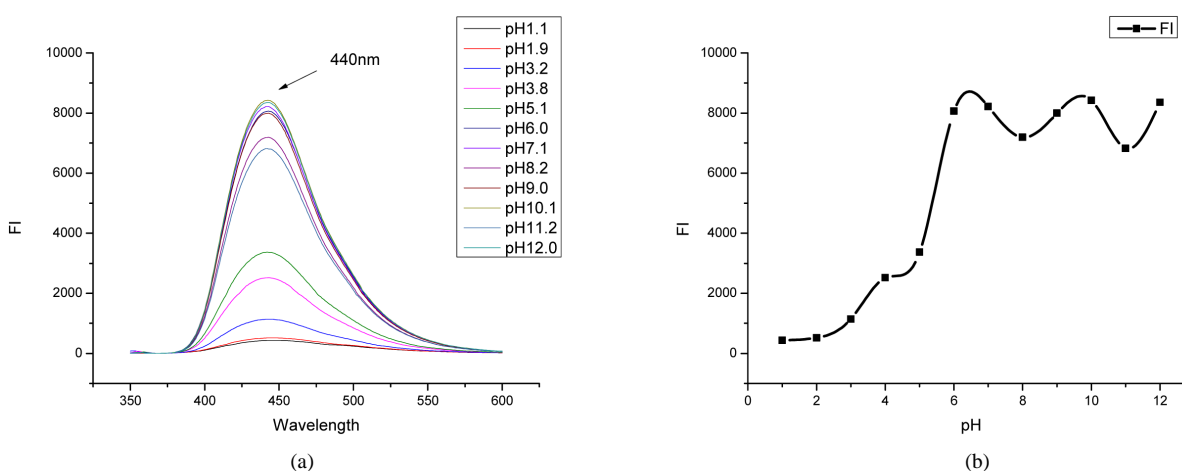 10000
8000
6000
4000
2000
0
FI
350
400
450
500
550
600
Wavelength
440nm
pH1.1
pH1.9
pH3.2
pH3.8
pH5.1
pH6.0
pH7.1
pH8.2
pH9.0
pH10.1
pH11.2
pH12.0
(a)
FI
10000
8000
6000
4000
2000
0
FI
0
2
4
6
8
10
12
pH
(b)